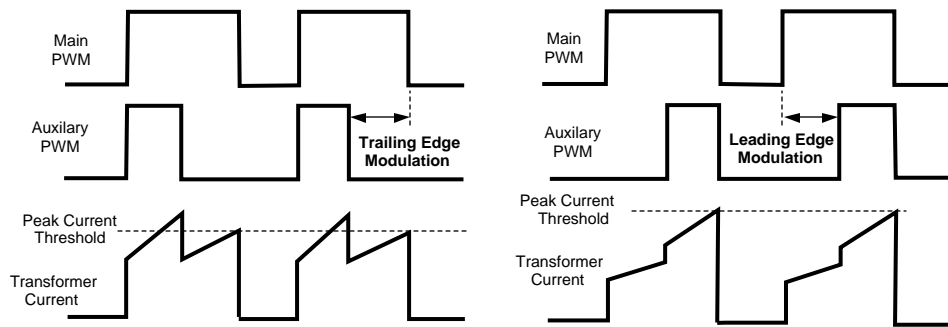 Main
PWM
Auxilary
PWM
Trailing Edge
Modulation
Peak Current
Threshold
Transformer
Current
Main
PWM
Auxilary
PWM
Leading Edge
Modulation
Peak Current
Threshold
Transformer
Current